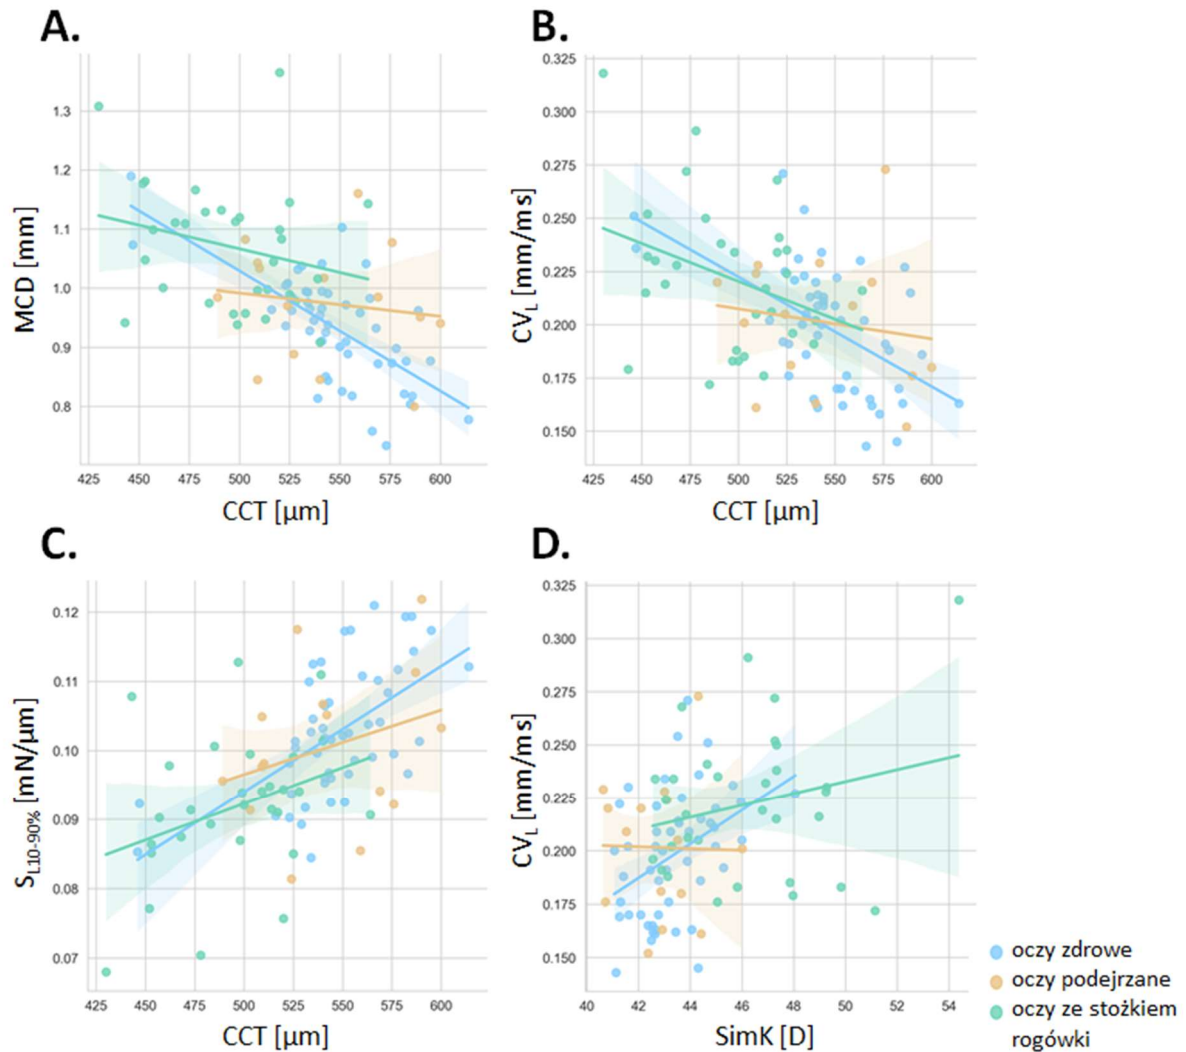 A.
B.
1.3
1.2
1.1
1.0
0.9
0.8
MCD [mm]
425 450 475 500 525 550 575 600
CCT [µm]
0.325
0.300
0.275
0.250
0.225
0.200
0.175
0.150
CVL [mm/ms]
425 450 475 500 525 550 575 600
CCT [µm]
C.
D.
0.12
0.11
0.10
0.09
0.08
0.07
SL10-90% [mN/µm]
425 450 475 500 525 550 575 600
CCT [µm]
0.325
0.300
0.275
0.250
0.225
0.200
0.175
0.150
CVL [mm/ms]
40 42 44 46 48 50 52 54
SimK [D]
oczy zdrowe
oczy podejrzane
oczy ze stożkiem
rogówki